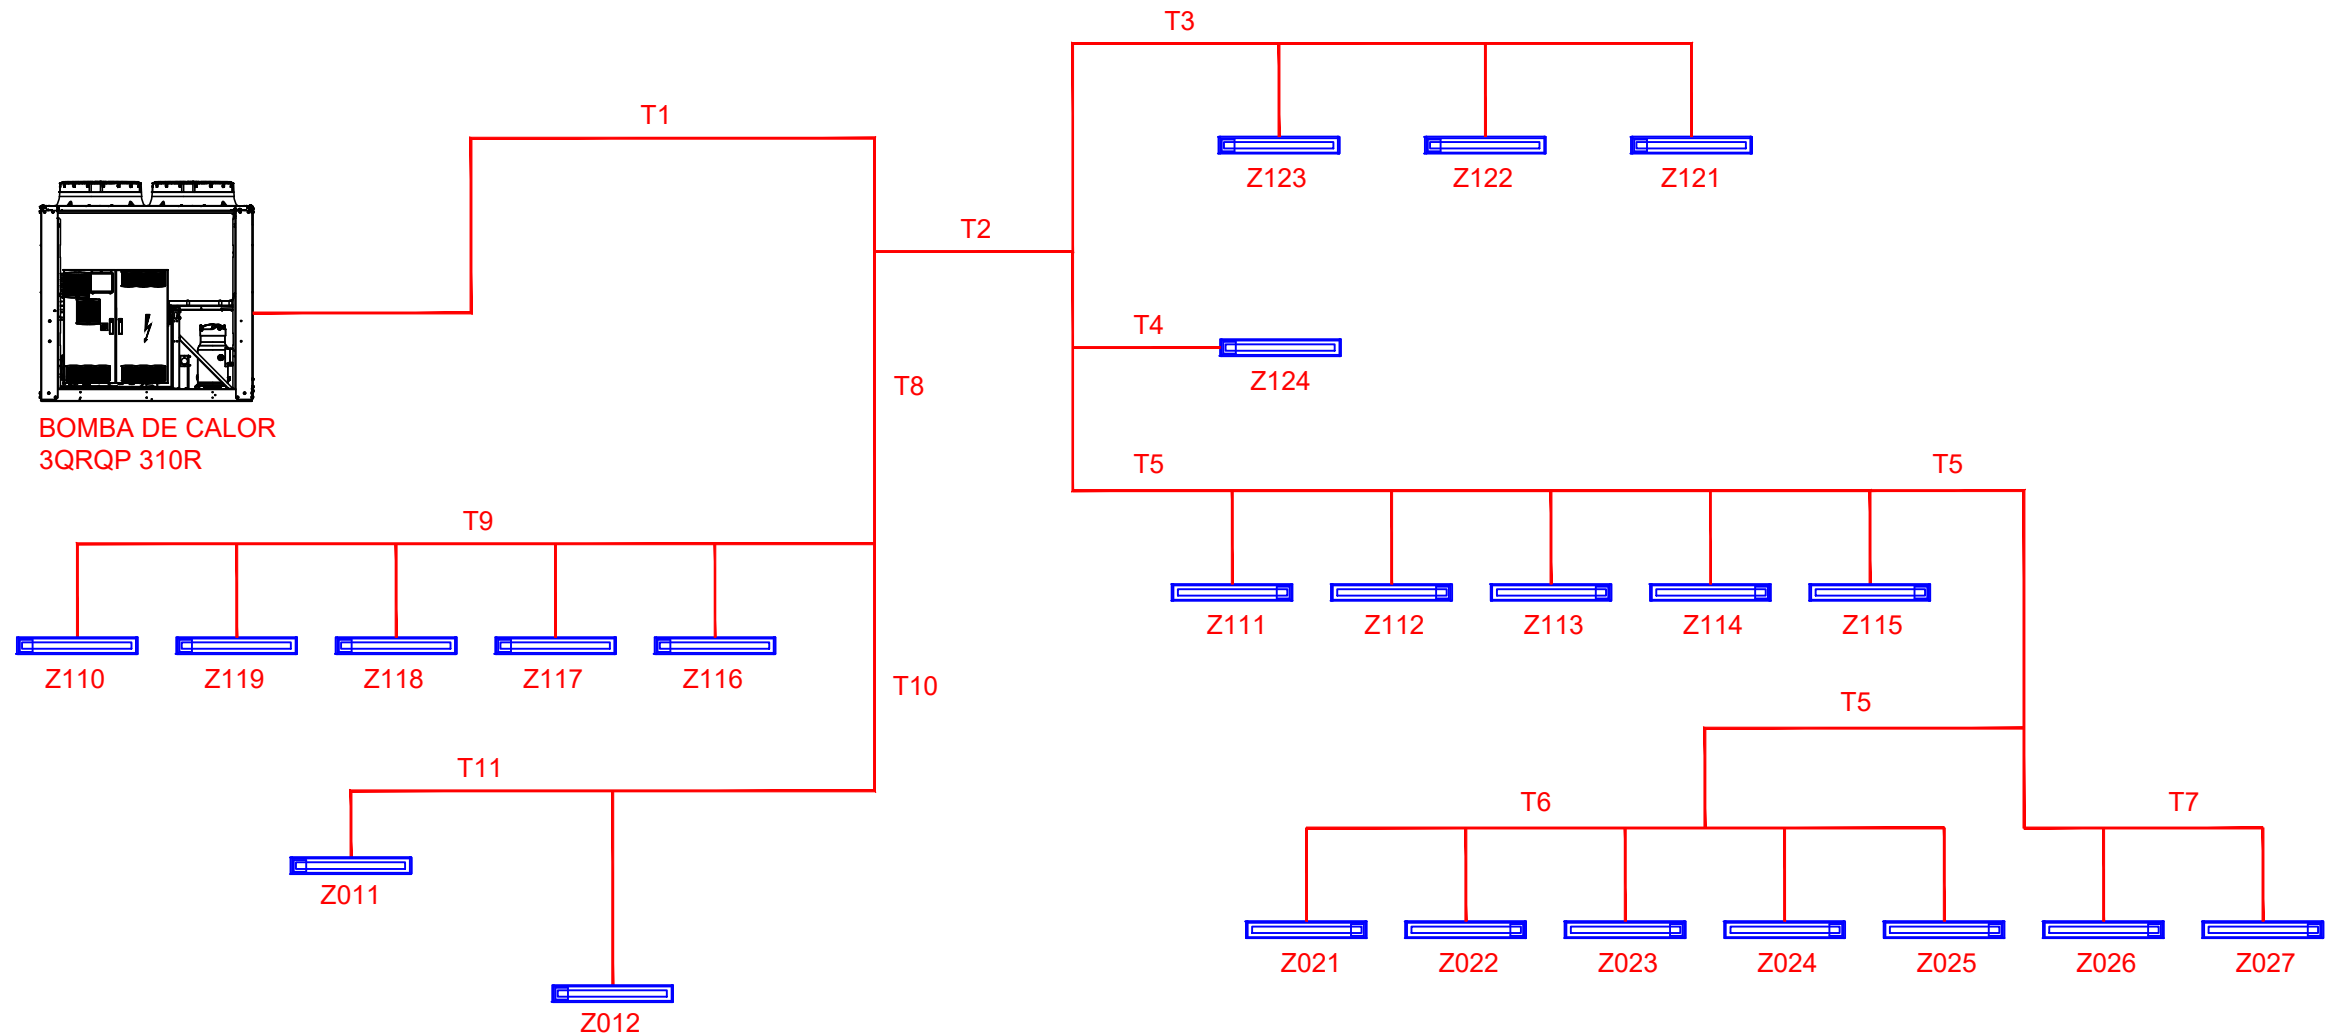 T3
T1
Z123
Z122
Z121
T2
T4
Z124
T8
BOMBA DE CALOR
3QRQP 310R
T5
T5
T9
Z111
Z112
Z113
Z114
Z115
Z110
Z119
Z118
Z117
Z116
T10
T5
T11
T6
T7
Z011
Z021
Z022
Z023
Z024
Z025
Z026
Z027
Z012